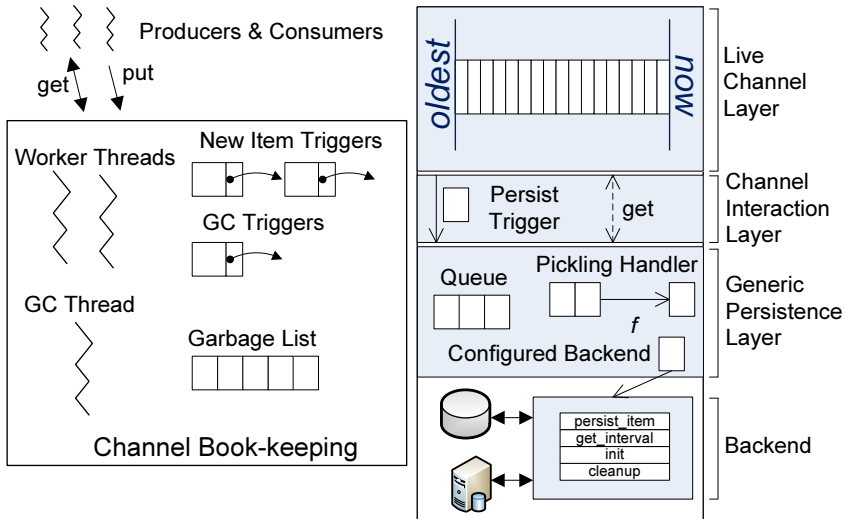 Producers & Consumers
get
put
Worker Threads
New Item Triggers
GC Triggers
GC Thread
Garbage List
Channel Book-keeping
oldest
now
Live
Channel
Layer
Persist
Trigger
get
Channel
Interaction
Layer
Queue
Pickling Handler
f
Configured Backend
Generic
Persistence
Layer
persist_item
get_interval
init
cleanup
Backend